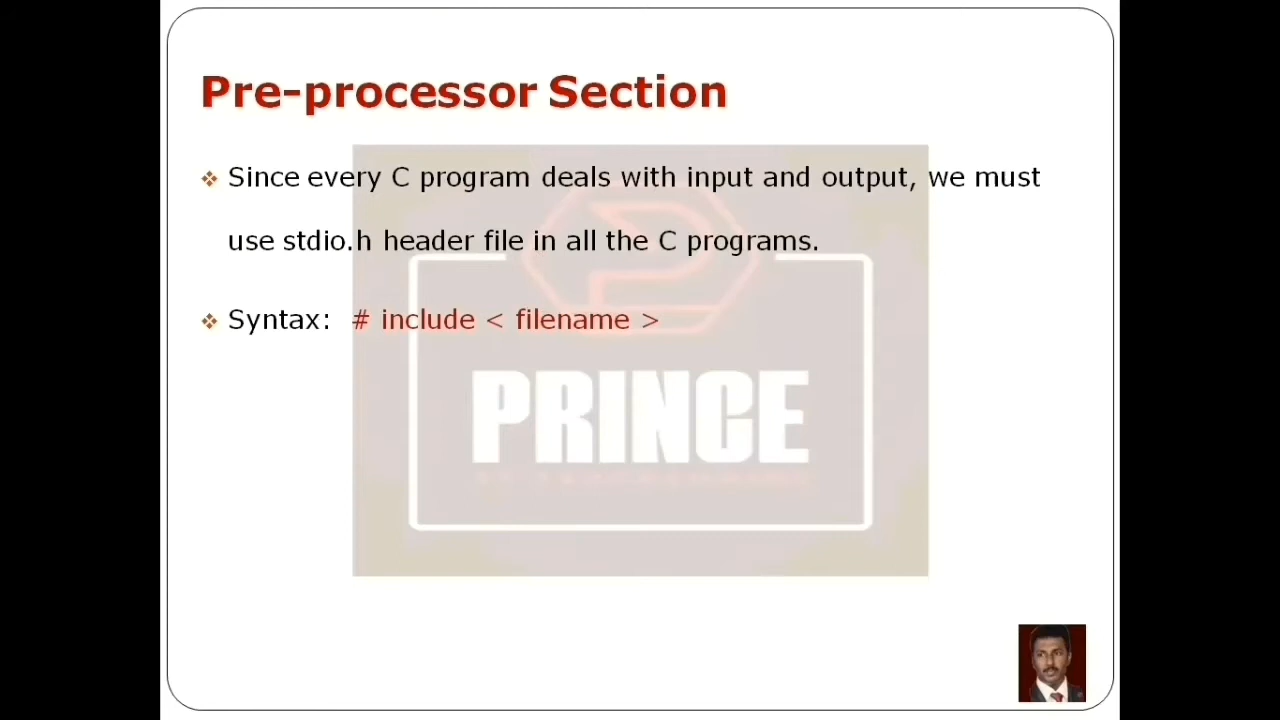 Pre-processor Section
Since every C program deals with input and output, we must
use stdio.h header file in all the C programs.
Syntax: # include < filename >
PRINCE